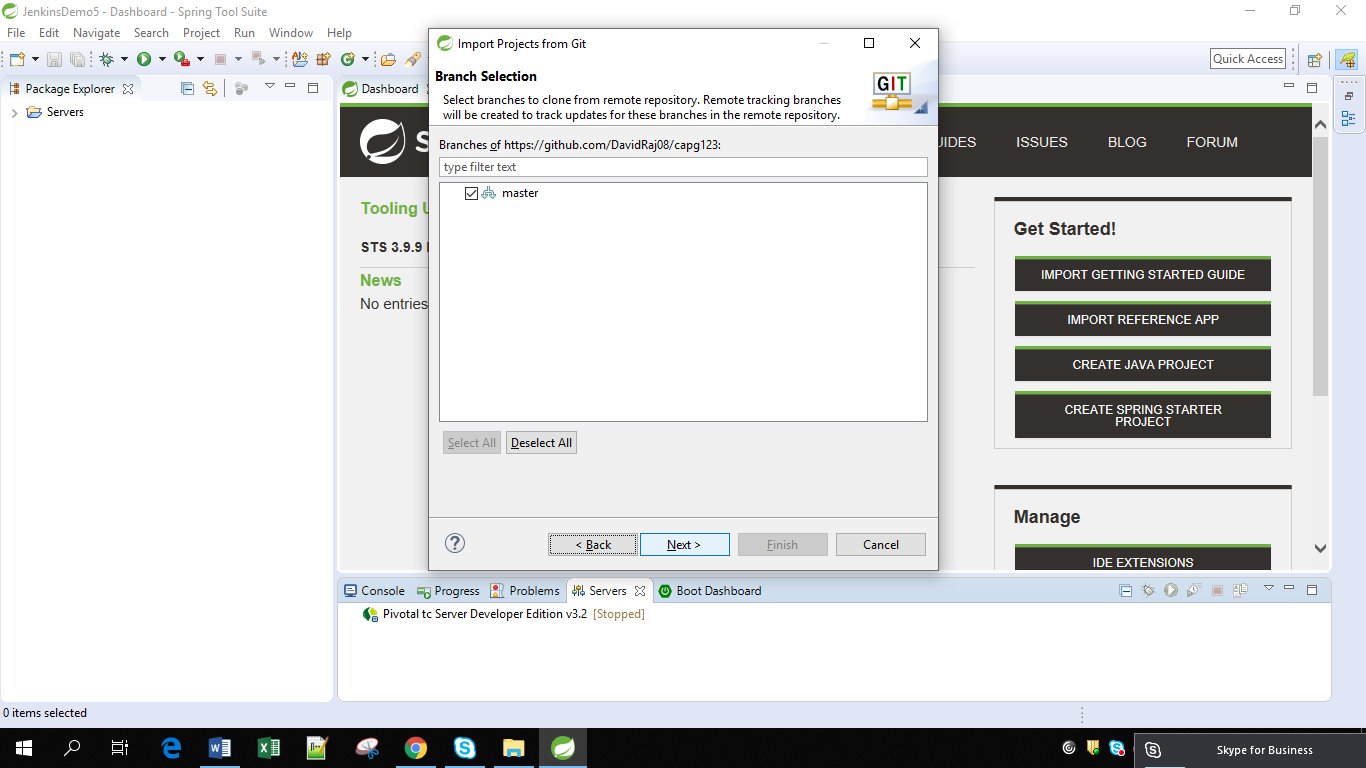 JenkinsDemo5 - Dashboard - Spring Tool Suite
File Edit Navigate Search Project Run Window Help
Quick Access
Package Explorer
Servers
Dashboard
Import Projects from Git
Branch Selection
Select branches to clone from remote repository. Remote tracking branches
will be created to track updates for these branches in the remote repository.
GIT
Branches of https://github.com/DavidRaj08/capg123:
type filter text
master
Select All
Deselect All
< Back
Next >
Finish
Cancel
ISSUES
BLOG
FORUM
Tooling
STS 3.9.9
News
No entries
Get Started!
IMPORT GETTING STARTED GUIDE
IMPORT REFERENCE APP
CREATE JAVA PROJECT
CREATE SPRING STARTER
PROJECT
Manage
IDE EXTENSIONS
Console Progress Problems Servers Boot Dashboard
Pivotal tc Server Developer Edition v3.2 [Stopped]
0 items selected
Skype for Business